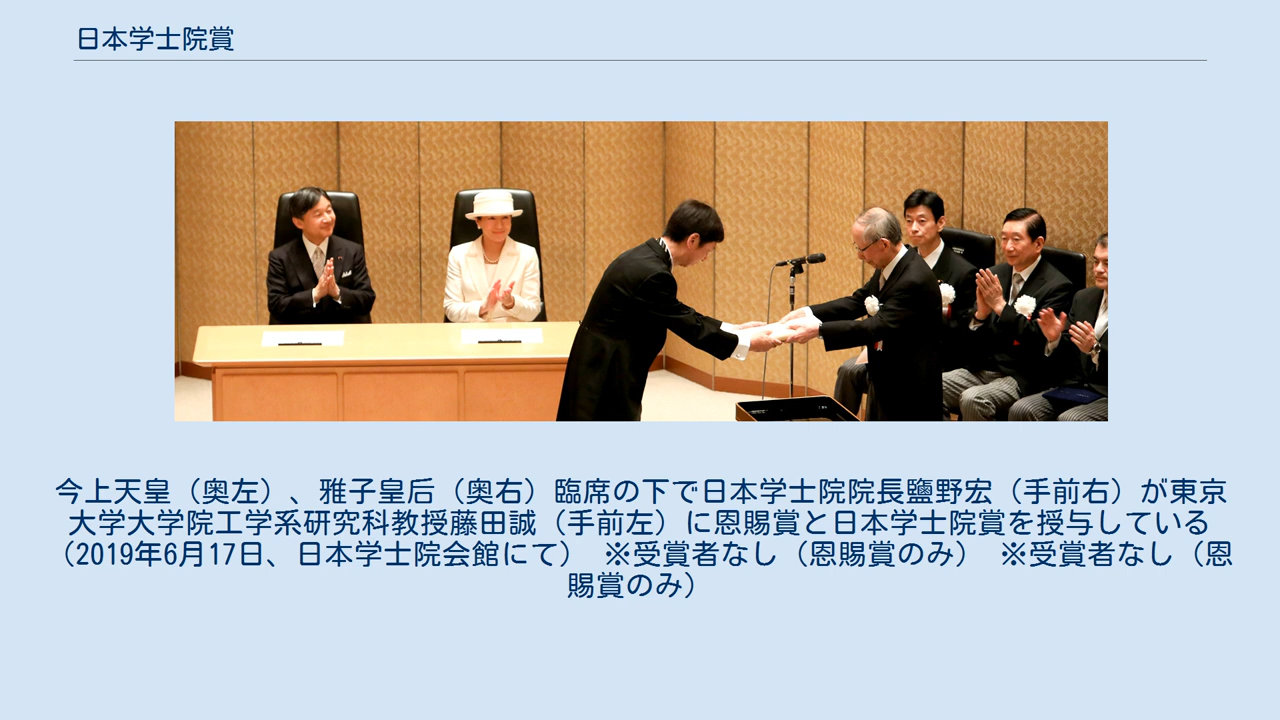 日本学士院賞
今上天皇（奥左）、雅子皇后（奥右）臨席の下で日本学士院院長鹽野宏（手前右）が東京
大学大学院工学系研究科教授藤田誠（手前左）に恩賜賞と日本学士院賞を授与している
（2019年6月17日、日本学士院会館にて） ※受賞者なし（恩賜賞のみ） ※受賞者なし（恩
賜賞のみ）